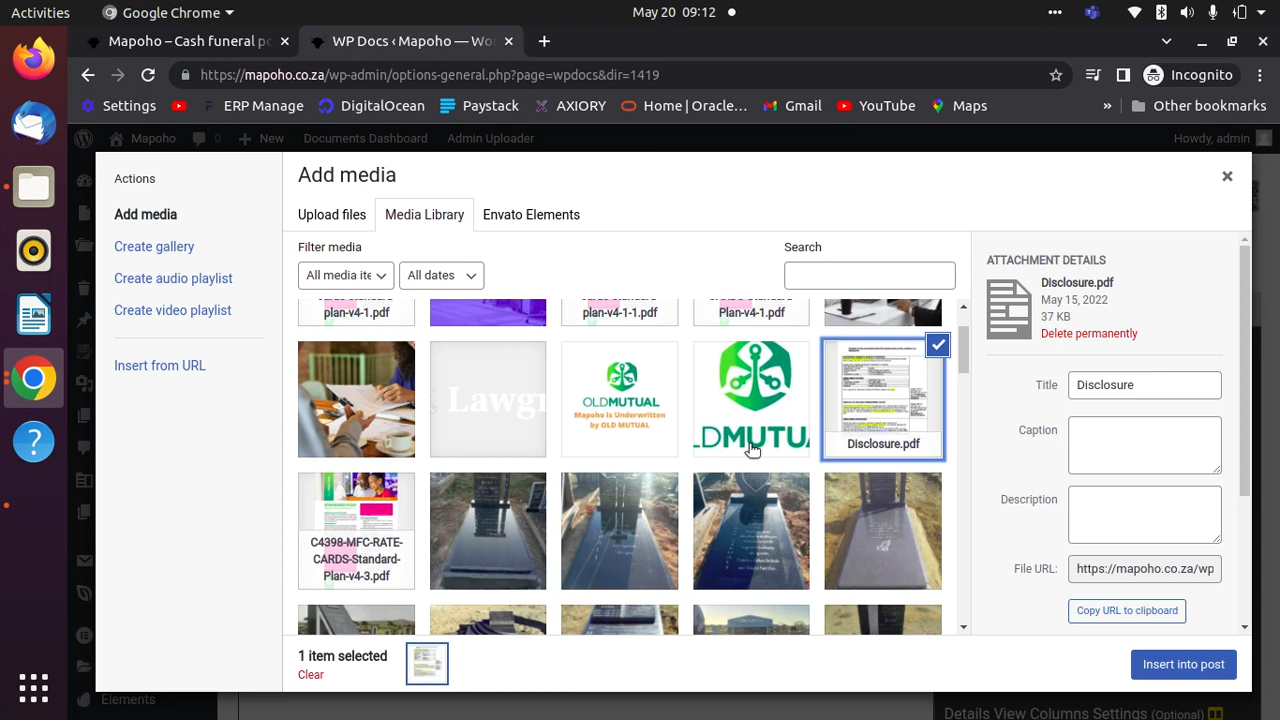 Activities
Google Chrome
May 20 09:12
Mapoho – Cash funeral po
WP Docs ‹ Mapoho — Wo
https://mapoho.co.za/wp-admin/options-general.php?page=wpdocs&dir=1419
Incognito
Settings
ERP Manage
DigitalOcean
Paystack
AXIORY
Home | Oracle…
Gmail
YouTube
Maps
»
Other bookmarks
Mapoho
0
New
Documents Dashboard
Admin Uploader
Howdy, admin
Actions
Add media
Create gallery
Create audio playlist
Create video playlist
Insert from URL
Add media
Upload files
Media Library
Envato Elements
Filter media
All media ite
All dates
Search
plan-v4-1.pdf
plan-v4-1-1.pdf
Plan-v4-1.pdf
.awgr
OLDMUTUAL
Mapoho is Underwritten
by OLD MUTUAL
LDMUTUA
Disclosure.pdf
C4398-MFC-RATE-
CARDS-Standard-
Plan-v4-3.pdf
ATTACHMENT DETAILS
Disclosure.pdf
May 15, 2022
37 KB
Delete permanently
Title
Disclosure
Caption
Description
File URL:
https://mapoho.co.za/wp
Copy URL to clipboard
1 item selected
Clear
Insert into post
Elements
Details View Columns Settings (Optional)